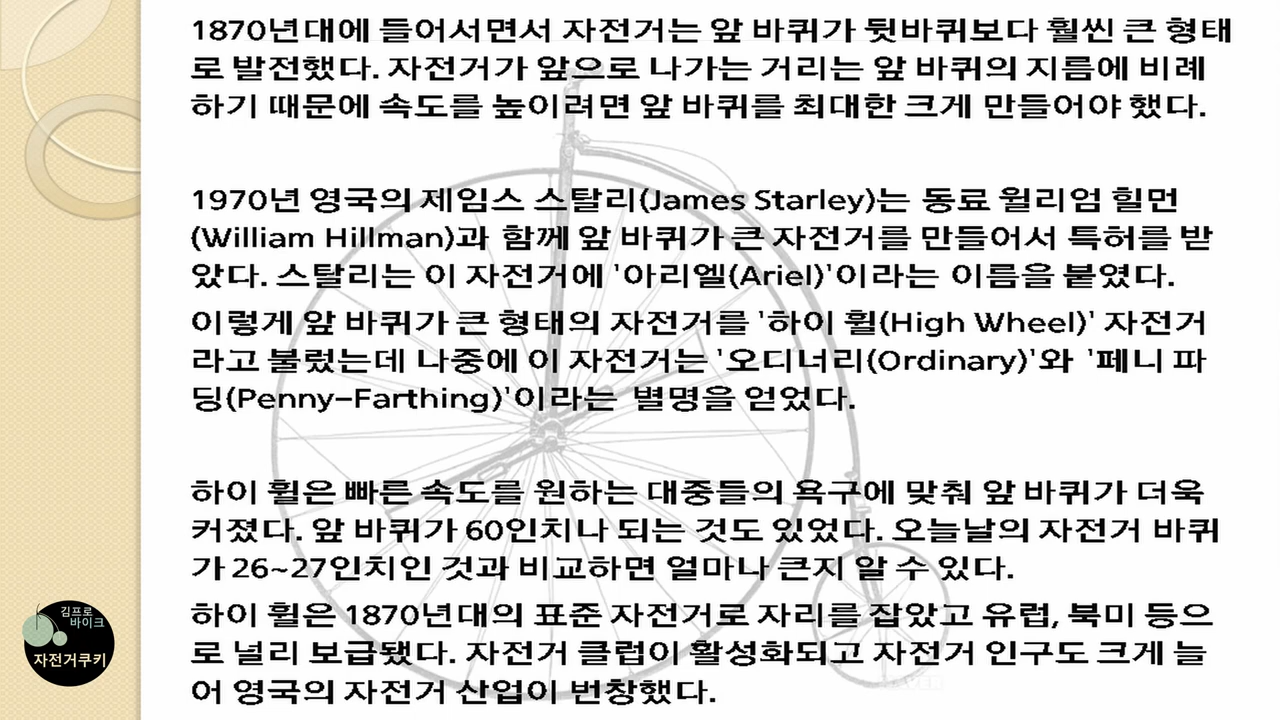 1870년대에 들어서면서 자전거는 앞 바퀴가 뒷바퀴보다 훨씬 큰 형태
로 발전했다. 자전거가 앞으로 나가는 거리는 앞 바퀴의 지름에 비례
하기 때문에 속도를 높이려면 앞 바퀴를 최대한 크게 만들어야 했다.
1970년 영국의 제임스 스탈리(James Starley)는 동료 윌리엄 힐먼
(William Hillman)과 함께 앞 바퀴가 큰 자전거를 만들어서 특허를 받
았다. 스탈리는 이 자전거에 '아리엘(Ariel)'이라는 이름을 붙였다.
이렇게 앞 바퀴가 큰 형태의 자전거를 '하이 휠(High Wheel)' 자전거
라고 불렀는데 나중에 이 자전거는 '오디너리(Ordinary)'와 '페니 파
딩(Penny-Farthing)'이라는 별명을 얻었다.
하이 휠은 빠른 속도를 원하는 대중들의 욕구에 맞춰 앞 바퀴가 더욱
커졌다. 앞 바퀴가 60인치나 되는 것도 있었다. 오늘날의 자전거 바퀴
가 26~27인치인 것과 비교하면 얼마나 큰지 알 수 있다.
하이 휠은 1870년대의 표준 자전거로 자리를 잡았고 유럽, 북미 등으
로 널리 보급됐다. 자전거 클럽이 활성화되고 자전거 인구도 크게 늘
어 영국의 자전거 산업이 번창했다.
김프로
바이크
자전거쿠키